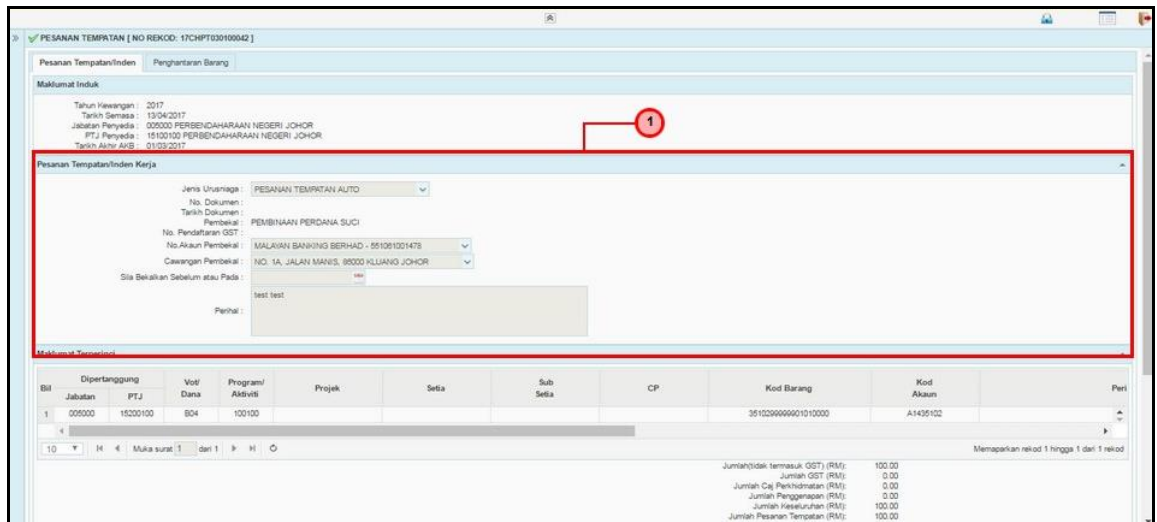 PESANAN TEMPATAN [ NO REKOD: 17CHPT030100042 ]
Pesanan Tempatan/Inden Penghantaran Barang
Maklumat Induk
Tahun Kewangan : 2017
Tarikh Semasa : 13/04/2017
Jabatan Penyedia : 005000 PERBENDAHARAAN NEGERI JOHOR
PTJ Penyedia : 15100100 PERBENDAHARAAN NEGERI JOHOR
Tarikh Akhir AKB : 01/03/2017
1
Pesanan Tempatan/Inden Kerja
Jenis Urusniaga : PESANAN TEMPATAN AUTO
No. Dokumen :
Tarikh Dokumen :
Pembekal : PEMBINAAN PERDANA SUCI
No. Pendaftaran GST :
No.Akaun Pembekal : MALAYAN BANKING BERHAD - 551061001478
Cawangan Pembekal : NO. 1A, JALAN MANIS, 86000 KLUANG JOHOR
Sila Bekalkan Sebelum atau Pada :
Perihal : test test
Maklumat Terperinci
Bil Dipertanggung Vot/ Dana Program/ Aktiviti Projek Setia Sub Setia CP Kod Barang Kod Akaun Peri
Jabatan PTJ
1 005000 15200100 B04 100100 3510299999901010000 A1435102
10 Muka surat 1 dari 1 Memaparkan rekod 1 hingga 1 dari 1 rekod
Jumlah(tidak termasuk GST) (RM): 100.00
Jumlah GST (RM): 0.00
Jumlah Caj Perkhidmatan (RM): 0.00
Jumlah Penggenapan (RM): 0.00
Jumlah Keseluruhan (RM): 100.00
Jumlah Pesanan Tempatan (RM): 100.00